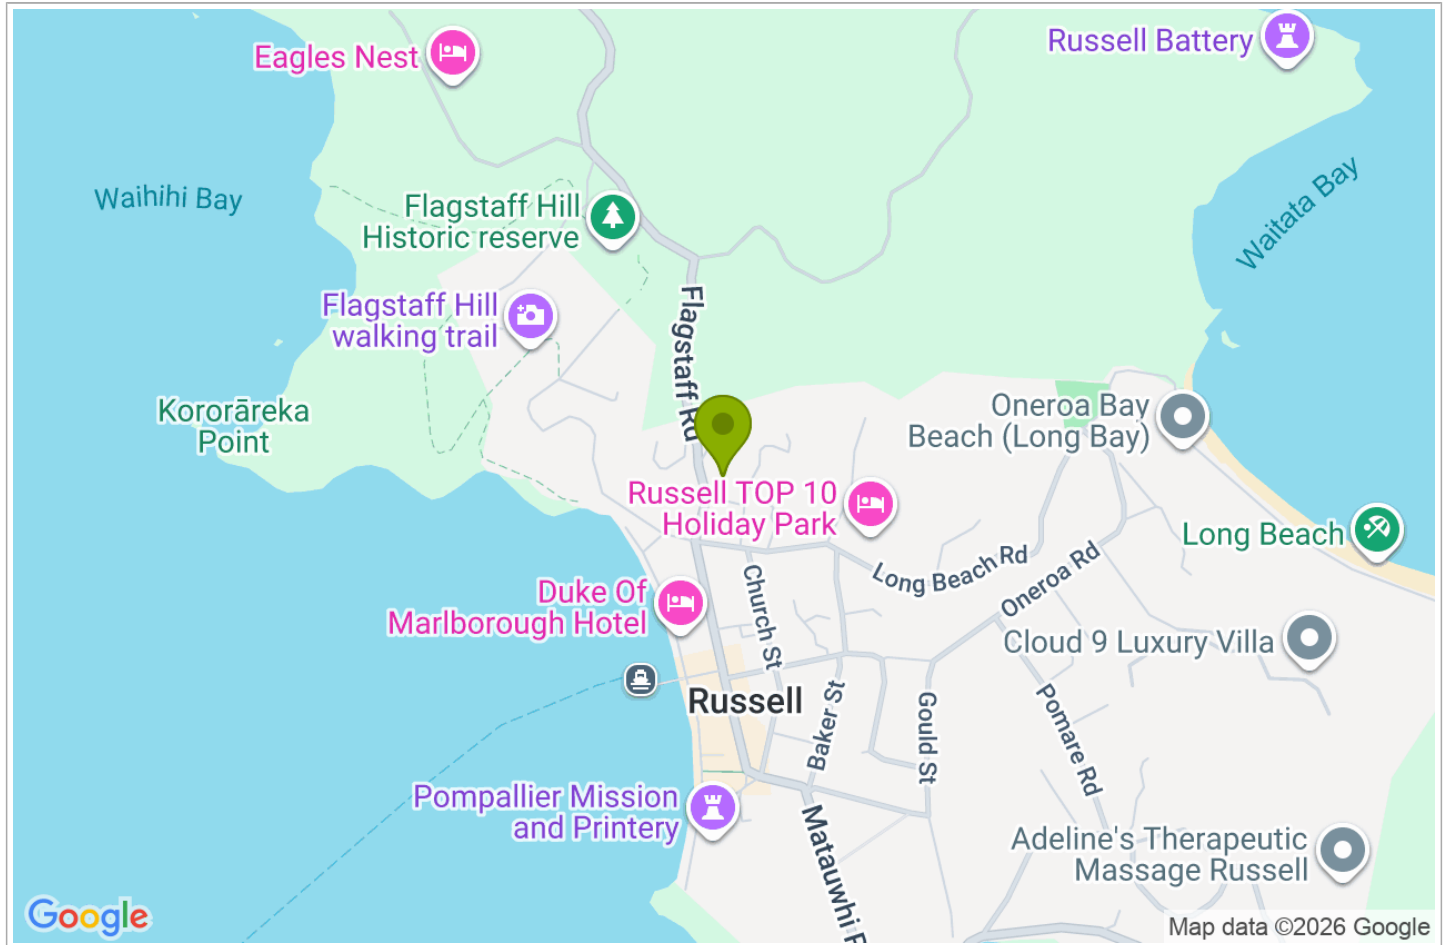 Eagles Nest
Russell Battery
Waihihi Bay
Waitata Bay
Flagstaff Hill
Historic reserve
Flagstaff Hill
walking trail
Flagstaff Rd
Kororāreka
Point
Oneroa Bay
Beach (Long Bay)
Russell TOP 10
Holiday Park
Long Beach
Long Beach Rd
Oneroa Rd
Duke Of
Marlborough Hotel
Church St
Cloud 9 Luxury Villa
Russell
Baker St
Gould St
Pomare Rd
Pompallier Mission
and Printery
Matauwhi R
Adeline's Therapeutic
Massage Russell
Google
Map data ©2026 Google